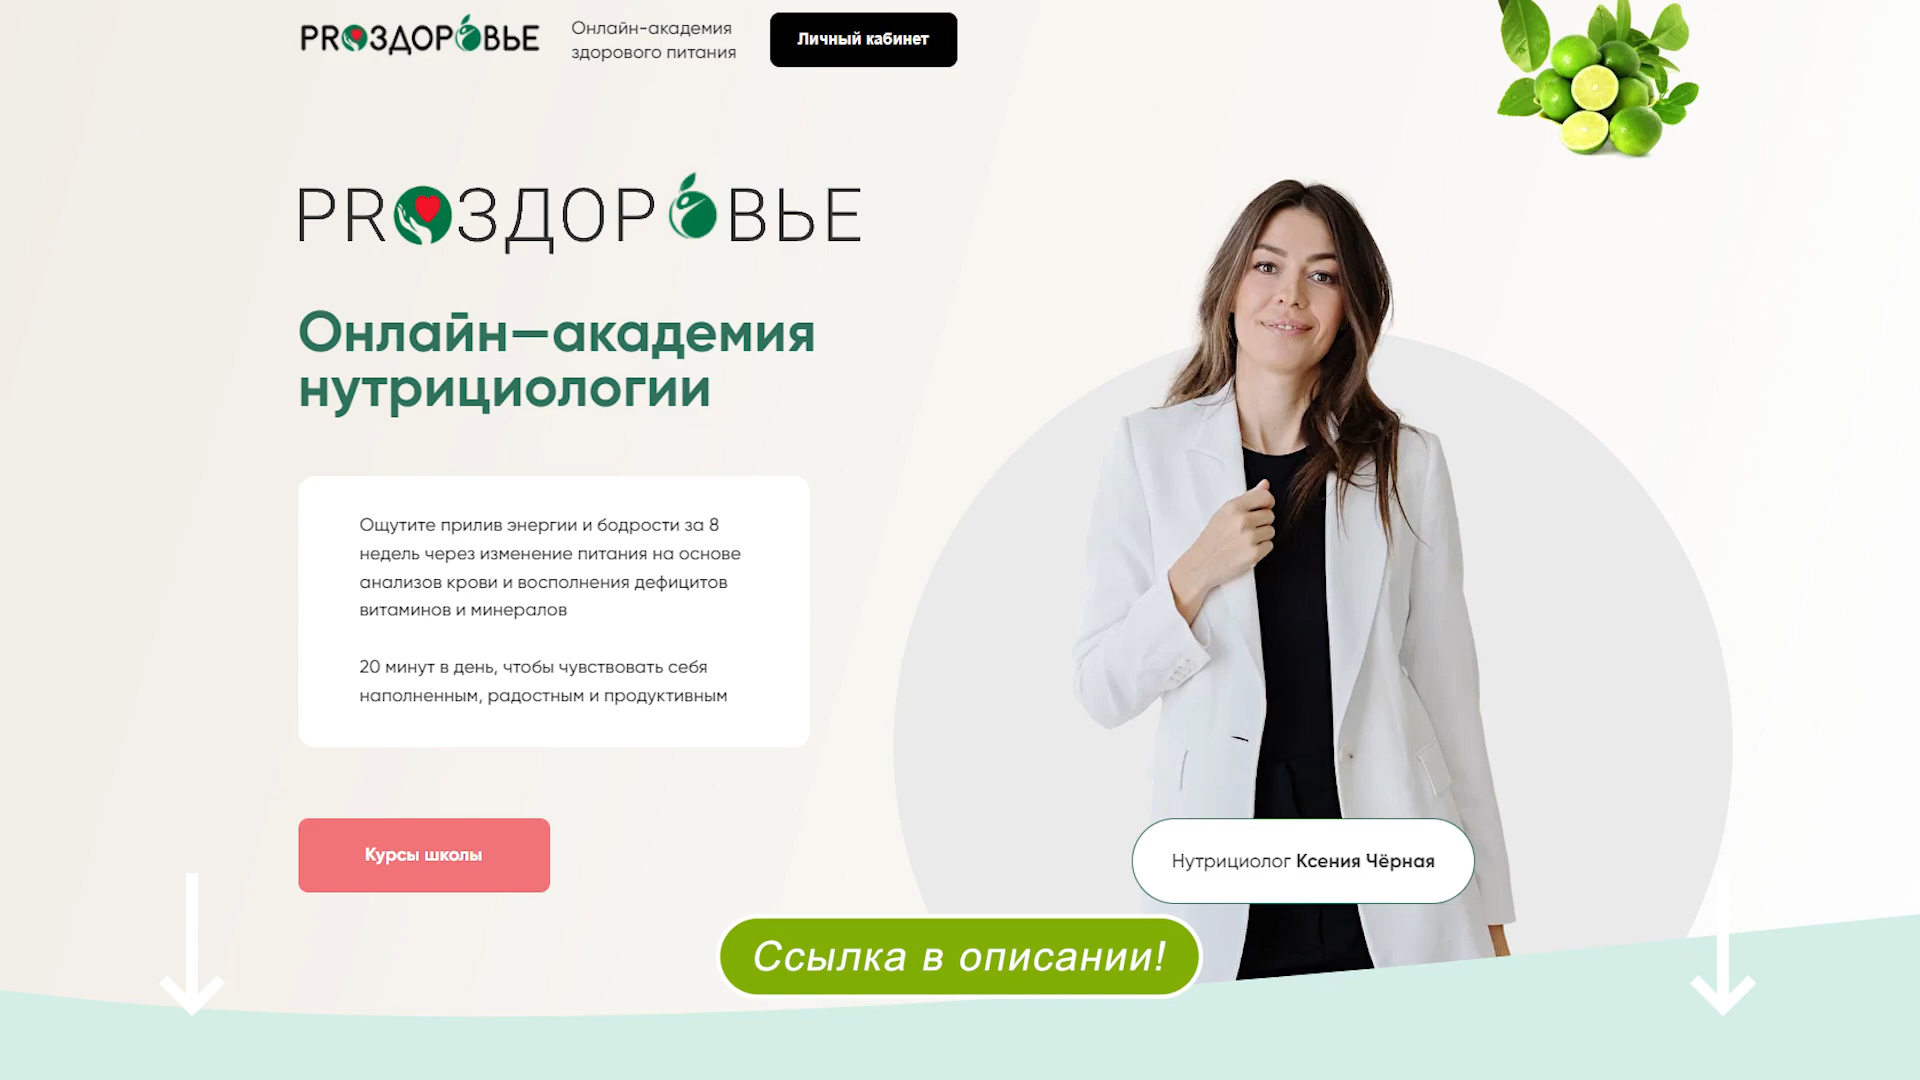 PROЗДОРОВЬЕ
Онлайн-академия
здорового питания
Личный кабинет
PROЗДОРОВЬЕ
Онлайн—академия
нутрициологии
Ощутите прилив энергии и бодрости за 8
недель через изменение питания на основе
анализов крови и восполнения дефицитов
витаминов и минералов
20 минут в день, чтобы чувствовать себя
наполненным, радостным и продуктивным
Курсы школы
Нутрициолог Ксения Чёрная
Ссылка в описании!